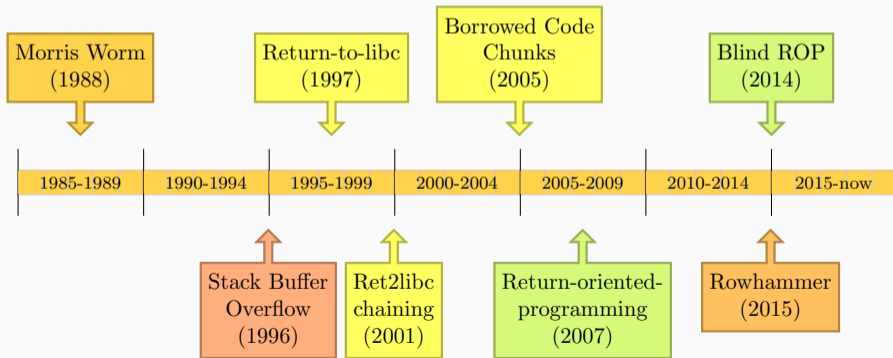 Morris Worm
(1988)
Return-to-libc
(1997)
Borrowed Code
Chunks
(2005)
Blind ROP
(2014)
1985-1989
1990-1994
1995-1999
2000-2004
2005-2009
2010-2014
2015-now
Stack Buffer
Overflow
(1996)
Ret2libc
chaining
(2001)
Return-oriented-
programming
(2007)
Rowhammer
(2015)